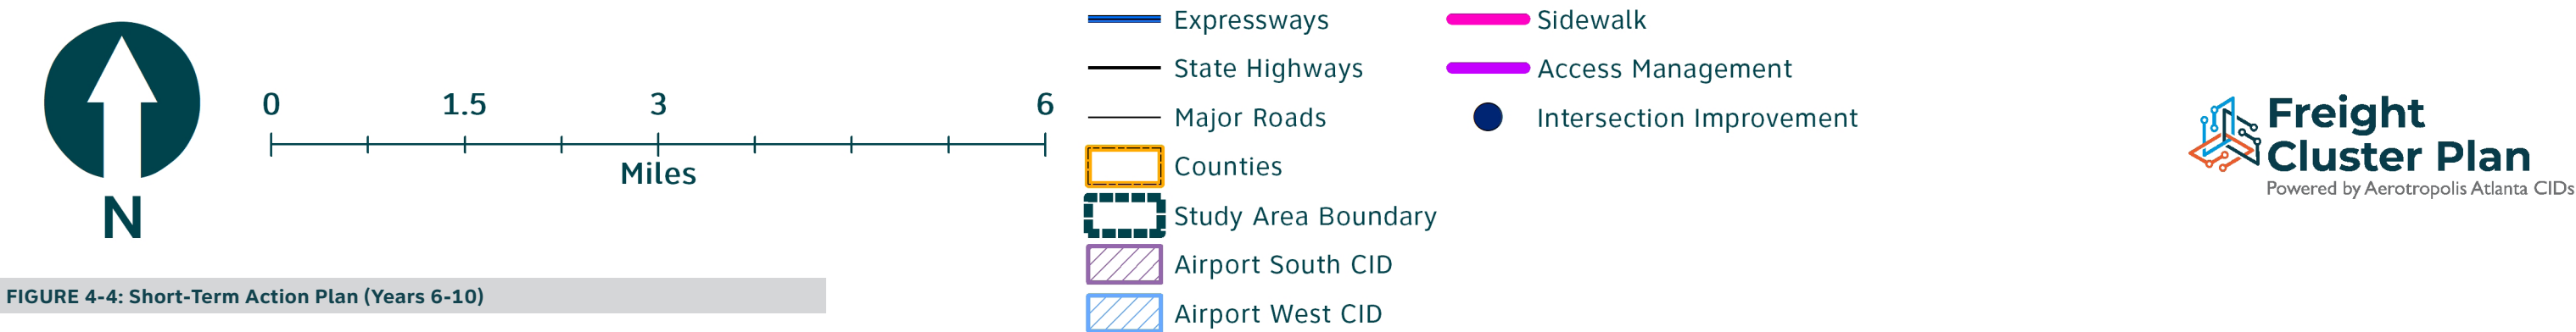 N
0 1.5 3 6
Miles
FIGURE 4-4: Short-Term Action Plan (Years 6-10)
Expressways
State Highways
Major Roads
Counties
Study Area Boundary
Airport South CID
Airport West CID
Sidewalk
Access Management
Intersection Improvement
Freight
Cluster Plan
Powered by Aerotropolis Atlanta CIDs